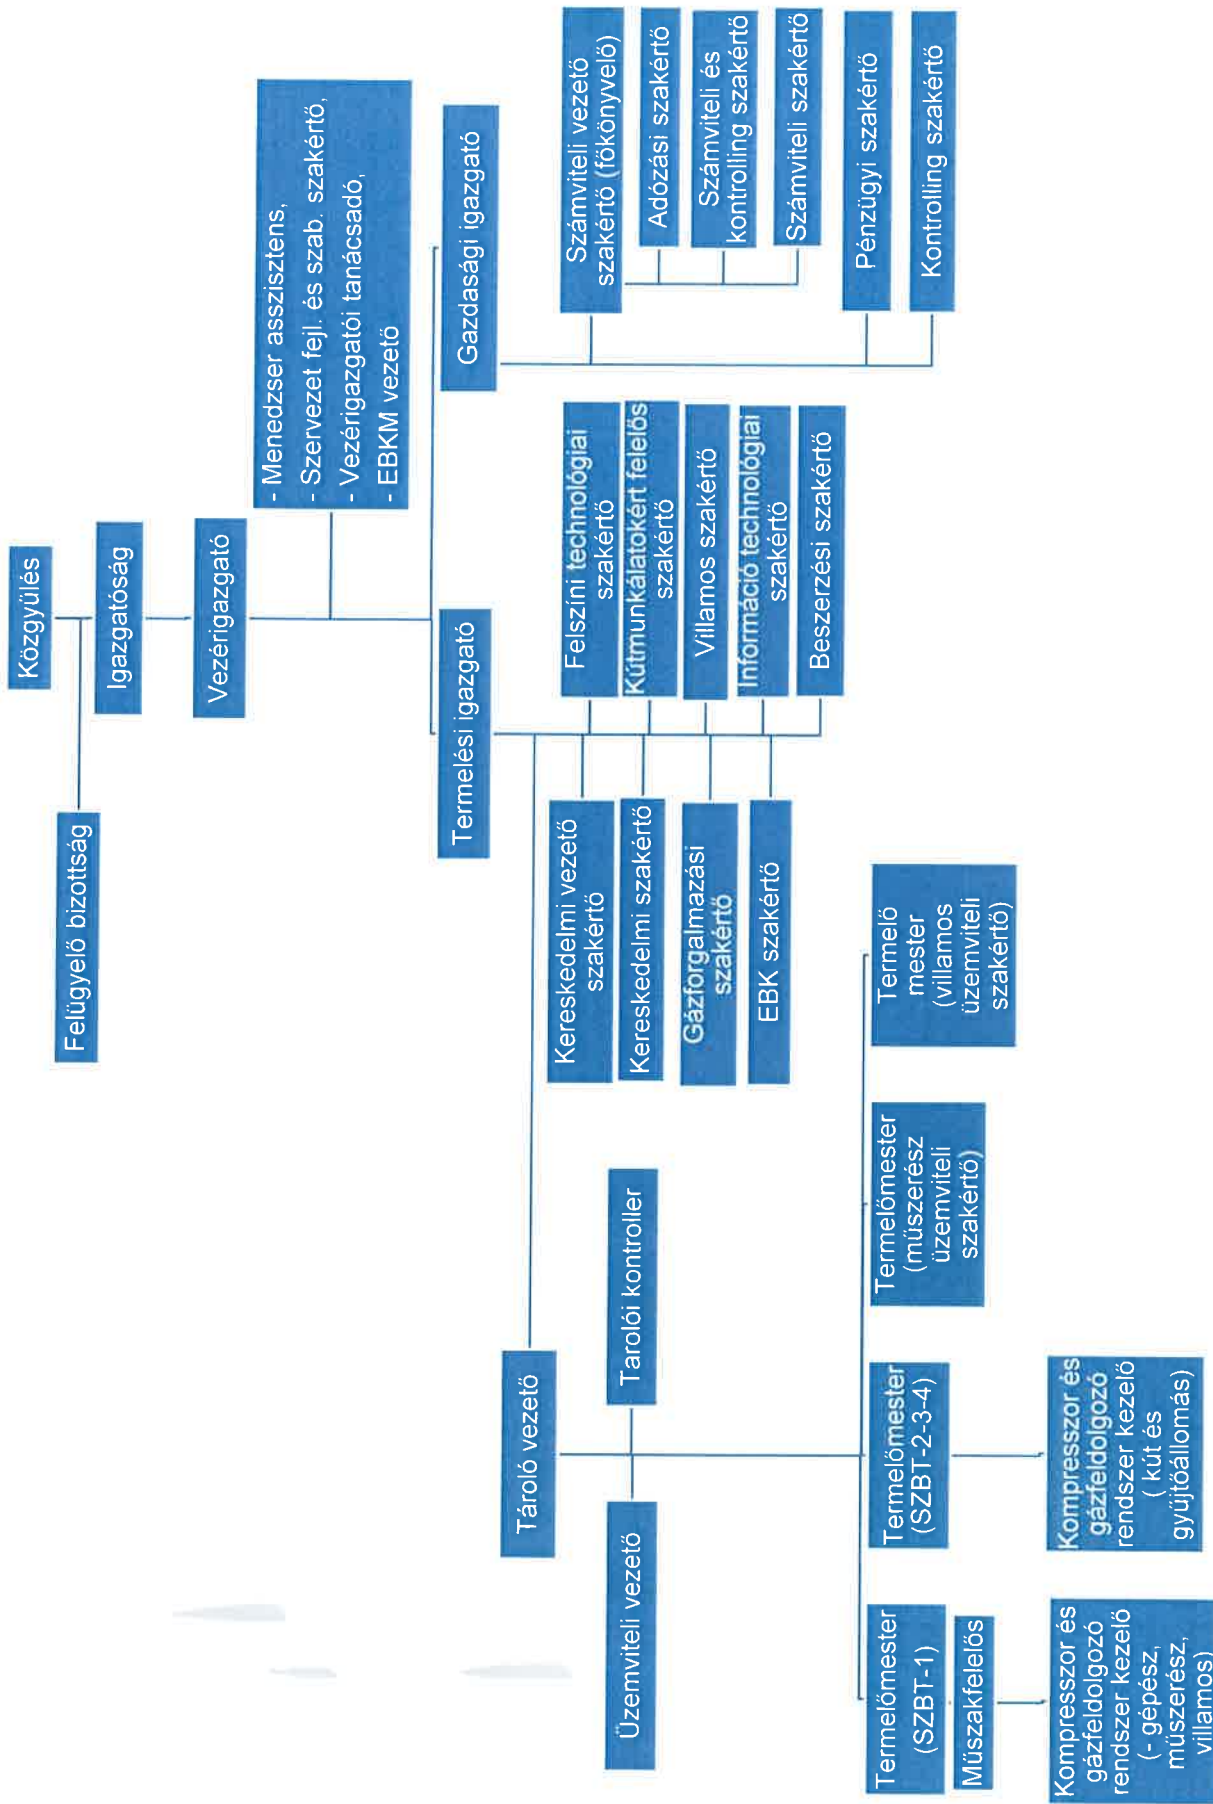 Közgyűlés
Felügyelő bizottság
Igazgatóság
Vezérigazgató
- Menedzser asszisztens,
- Szervezet fejl. és szab. szakértő,
- Vezérigazgatói tanácsadó,
- EBKM vezető
Termelési igazgató
Gazdasági igazgató
Tároló vezető
Kereskedelmi vezető
szakértő
Kereskedelmi szakértő
Gázforgalmazási
szakértő
EBK szakértő
Felszíni technológiai
szakértő
Kútmunkálatokért felelős
szakértő
Villamos szakértő
Információ technológiai
szakértő
Beszerzési szakértő
Számviteli vezető
szakértő (főkönyvelő)
Adózási szakértő
Számviteli és
kontrolling szakértő
Számviteli szakértő
Pénzügyi szakértő
Kontrolling szakértő
Üzemviteli vezető
Tarolói kontroller
Termelőmester
(SZBT-1)
Műszakfelelős
Kompresszor és
gázfeldolgozó
rendszer kezelő
(- gépész,
műszerész,
villamos)
Termelőmester
(SZBT-2-3-4)
Kompresszor és
gázfeldolgozó
rendszer kezelő
( kút és
gyűjtőállomás)
Termelőmester
(műszerész
üzemviteli
szakértő)
Termelő
mester
(villamos
üzemviteli
szakértő)